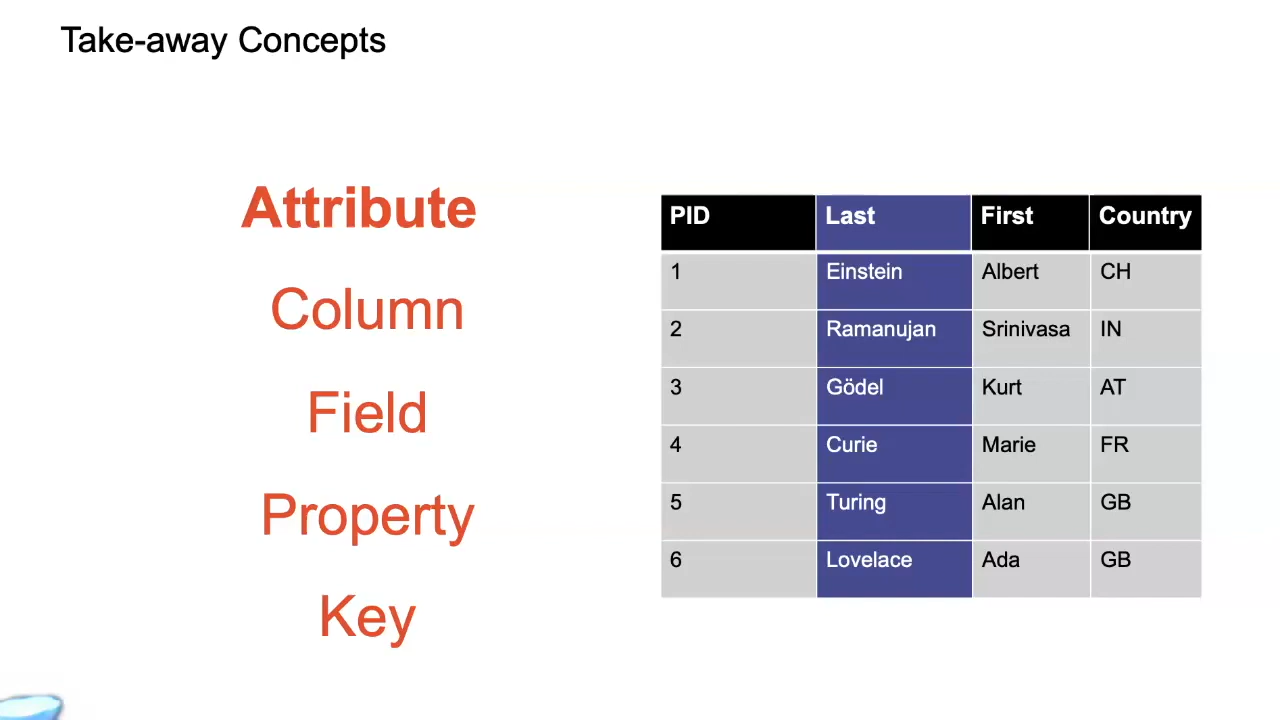 Take-away Concepts
Attribute
Column
Field
Property
Key
PID Last First Country
1 Einstein Albert CH
2 Ramanujan Srinivasa IN
3 Gödel Kurt AT
4 Curie Marie FR
5 Turing Alan GB
6 Lovelace Ada GB